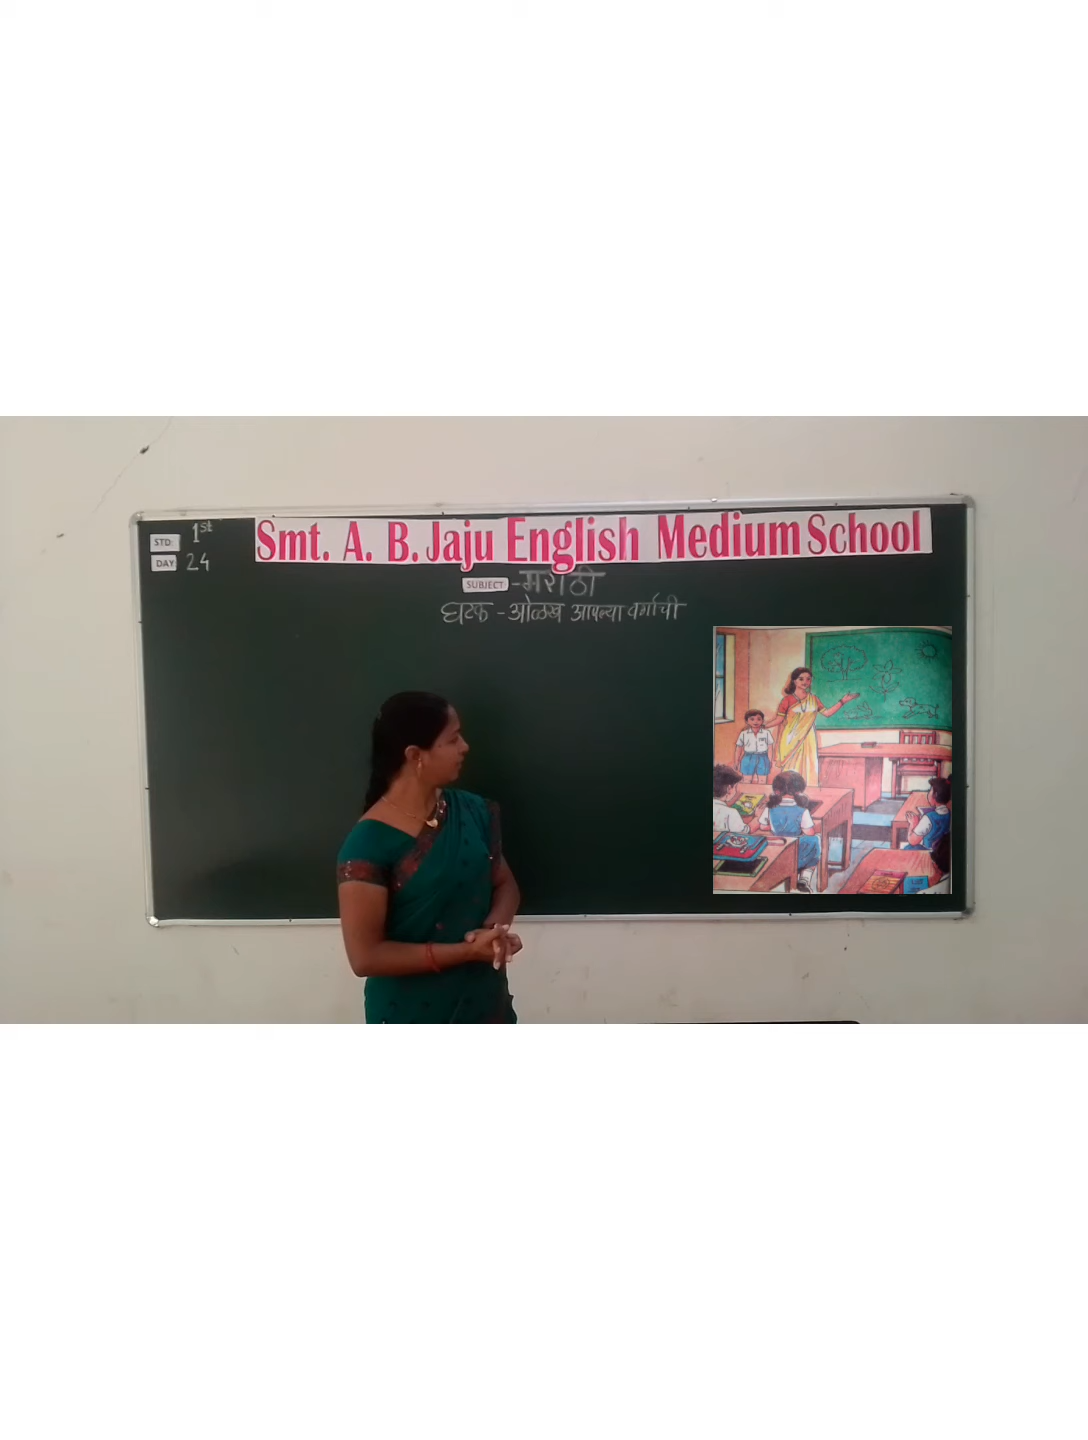 STD: 1st
DAY 24
Smt. A. B. Jaju English Medium School
SUBJECT - मराठी
घटक - ओळख आपल्या वर्गाची